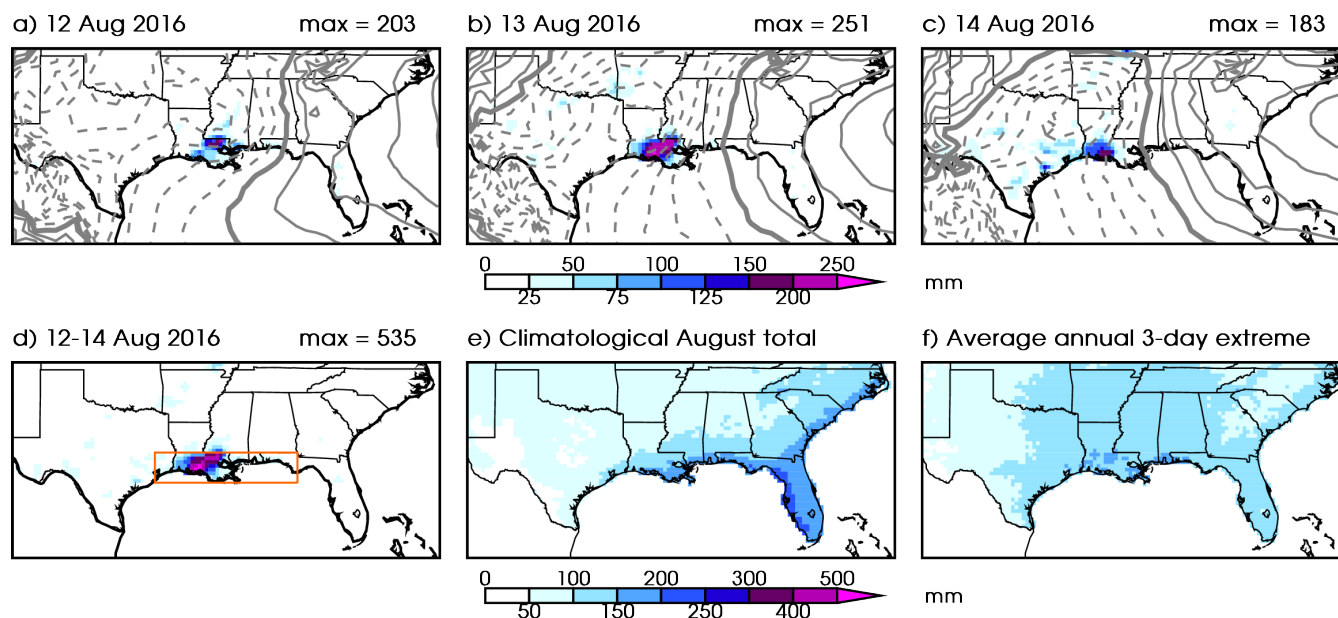 a) 12 Aug 2016 max = 203
b) 13 Aug 2016 max = 251
c) 14 Aug 2016 max = 183
0 50 100 150 250
25 75 125 200
mm
d) 12-14 Aug 2016 max = 535
e) Climatological August total
f) Average annual 3-day extreme
0 100 200 300 500
50 150 250 400
mm